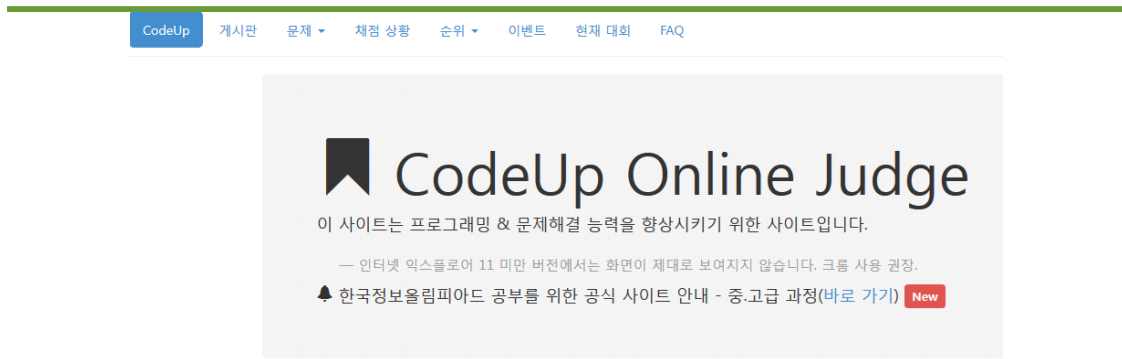 CodeUp 게시판 문제 채점 상황 순위 이벤트 현재 대회 FAQ
CodeUp Online Judge
이 사이트는 프로그래밍 & 문제해결 능력을 향상시키기 위한 사이트입니다.
— 인터넷 익스플로어 11 미만 버전에서는 화면이 제대로 보여지지 않습니다. 크롬 사용 권장.
한국정보올림피아드 공부를 위한 공식 사이트 안내 - 중.고급 과정(바로 가기) New